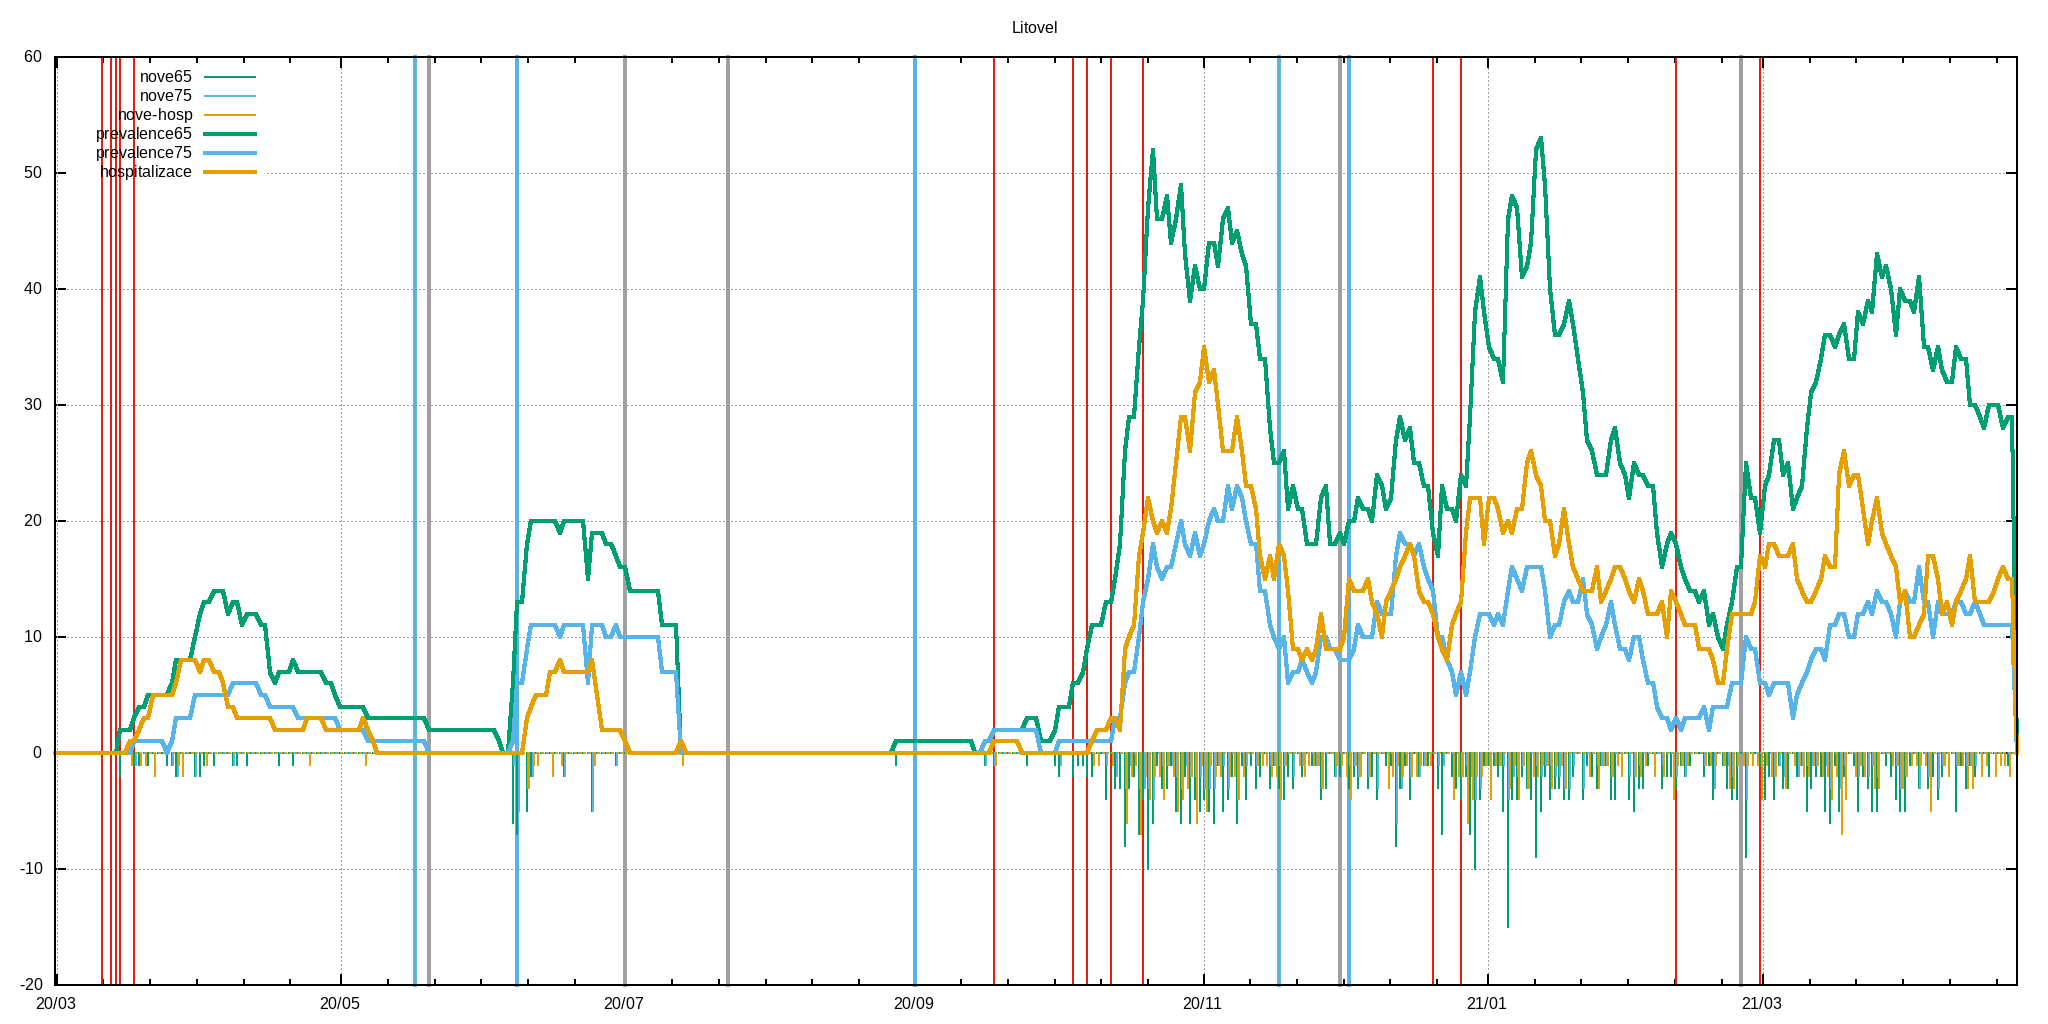 Litovel
60
50
40
30
20
10
0
-10
-20
nove65
nove75
nove-hosp
prevalence65
prevalence75
hospitalizace
20/03 20/05 20/07 20/09 20/11 21/01 21/03